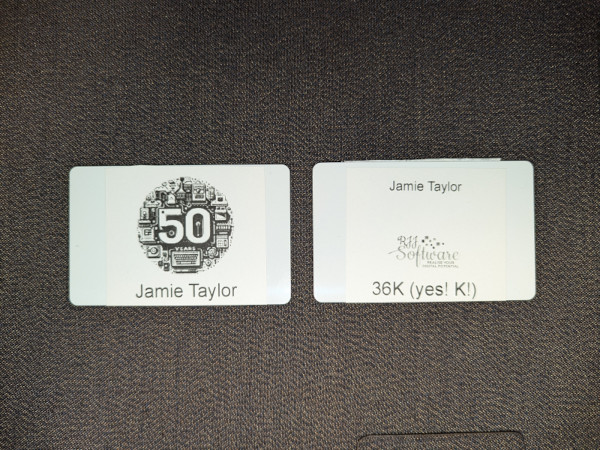 50
YEARS
Jamie Taylor
Jamie Taylor
Software
36K (yes! K!)